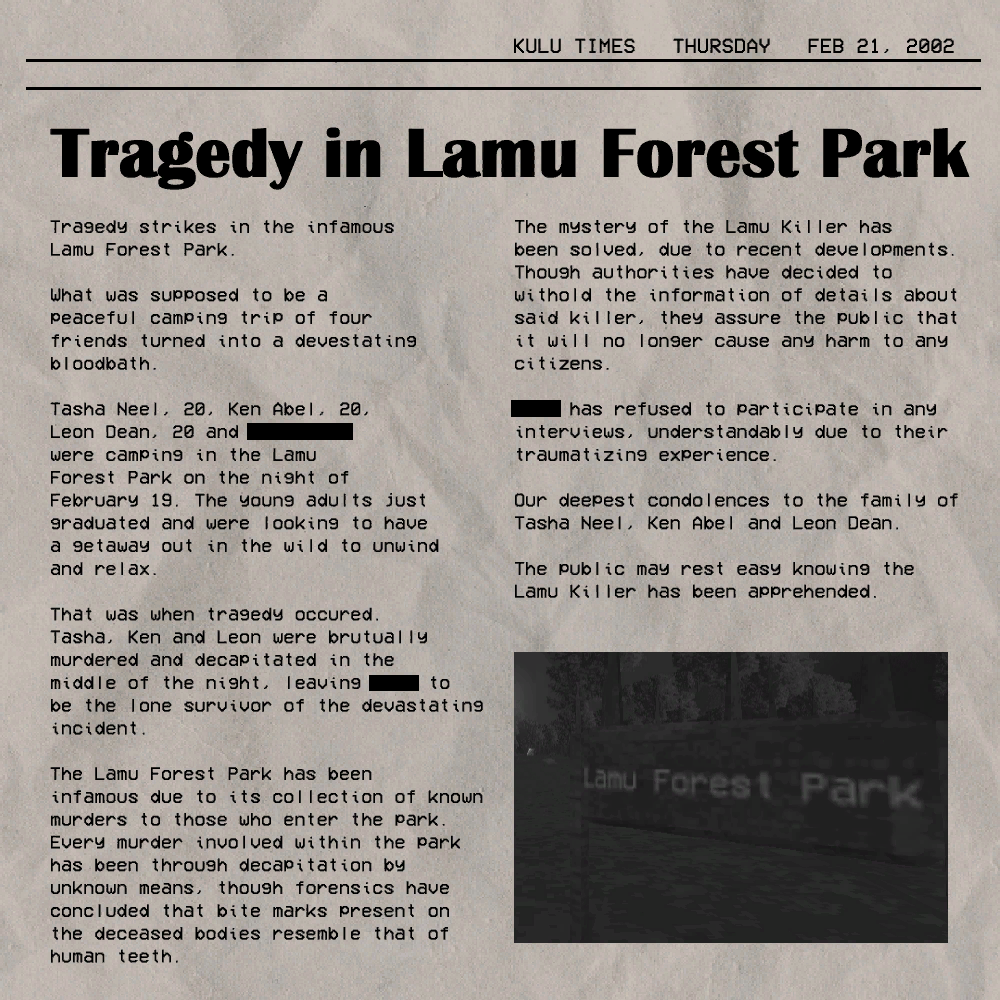 KULU TIMES THURSDAY FEB 21, 2002
Tragedy in Lamu Forest Park
Tragedy strikes in the infamous
Lamu Forest Park.
What was supposed to be a
peaceful camping trip of four
friends turned into a devestating
bloodbath.
Tasha Neel, 20, Ken Abel, 20,
Leon Dean, 20 and
were camping in the Lamu
Forest Park on the night of
February 19. The young adults just
graduated and were looking to have
a getaway out in the wild to unwind
and relax.
That was when tragedy occured.
Tasha, Ken and Leon were brutually
murdered and decapitated in the
middle of the night, leaving to
be the lone survivor of the devastating
incident.
The Lamu Forest Park has been
infamous due to its collection of known
murders to those who enter the park.
Every murder involved within the park
has been through decapitation by
unknown means, though forensics have
concluded that bite marks present on
the deceased bodies resemble that of
human teeth.
The mystery of the Lamu Killer has
been solved, due to recent developments.
Though authorities have decided to
withold the information of details about
said killer, they assure the public that
it will no longer cause any harm to any
citizens.
has refused to participate in any
interviews, understandably due to their
traumatizing experience.
Our deepest condolences to the family of
Tasha Neel, Ken Abel and Leon Dean.
The public may rest easy knowing the
Lamu Killer has been apprehended.
Lamu Forest Park